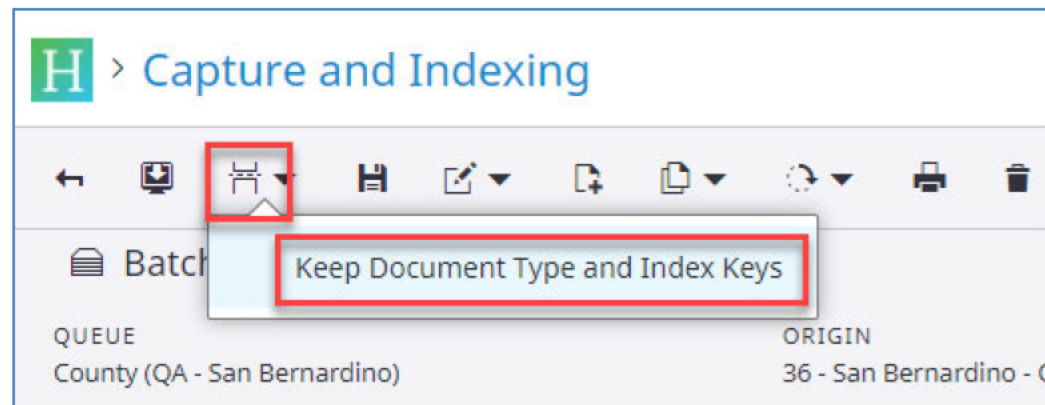 H > Capture and Indexing
Batch
Keep Document Type and Index Keys
QUEUE
ORIGIN
County (QA - San Bernardino)
36 - San Bernardino -